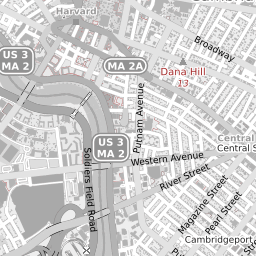 Harvard
Broadway
US 3
MA 2
MA 2A
Dana Hill
13
Putnam Avenue
US 3
MA 2
Central
Central S
Western Avenue
Soldiers Field Road
River Street
Magazine Street
Pearl Street
Cambridgeport